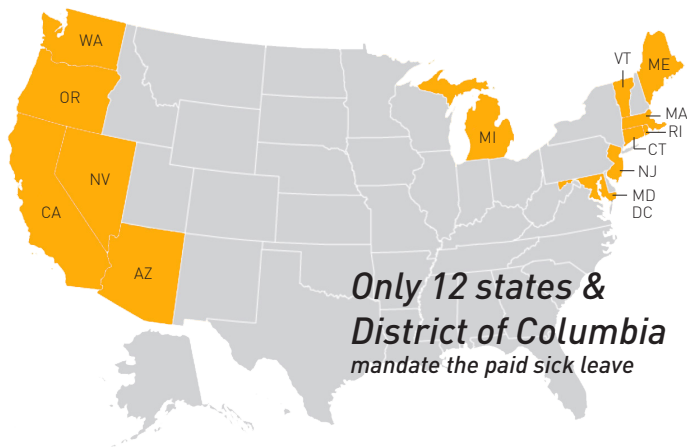 WA
OR
CA
NV
AZ
MI
VT
ME
MA
RI
CT
NJ
MD
DC
Only 12 states &
District of Columbia
mandate the paid sick leave